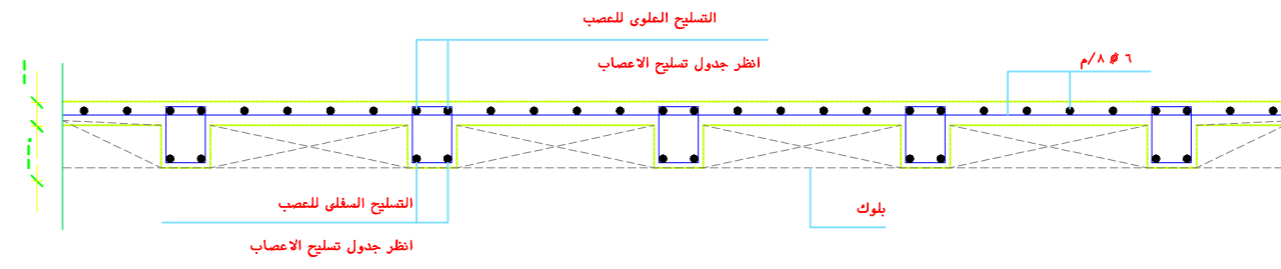 التسليح العلوى للعصب
انظر جدول تسليح الاعصاب
٦ Ø ٨/م
التسليح السفلى للعصب
انظر جدول تسليح الاعصاب
بلوك